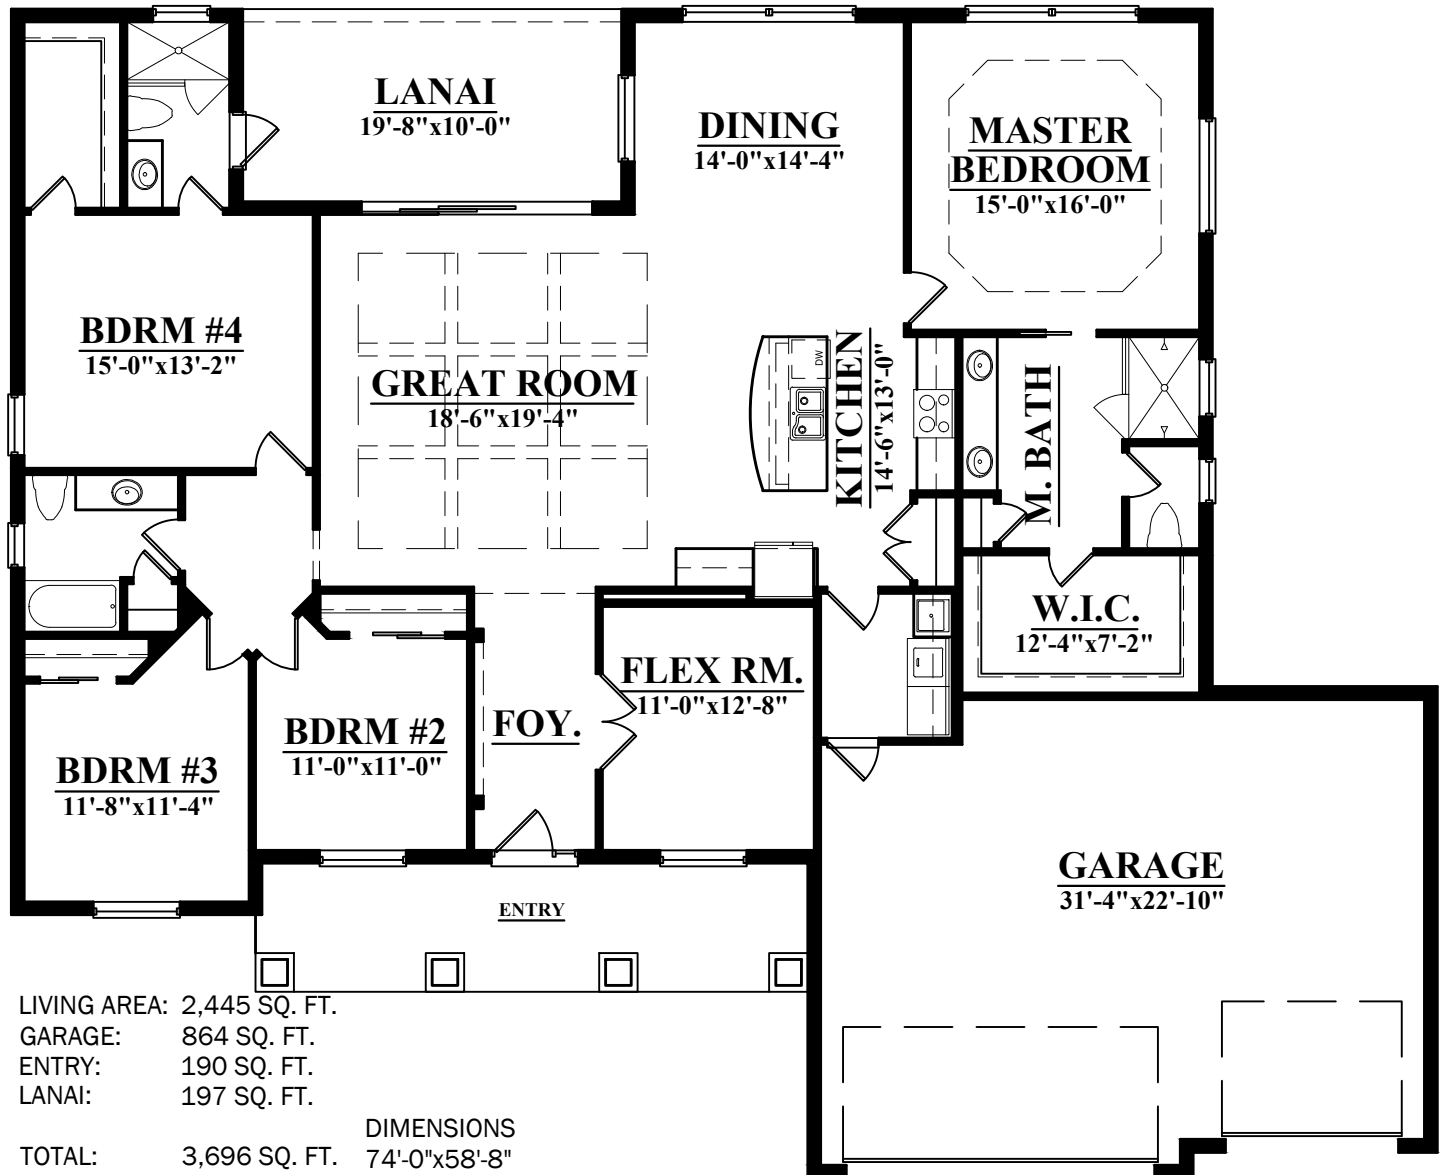 LANAI
19'-8"x10'-0"
DINING
14'-0"x14'-4"
MASTER
BEDROOM
15'-0"x16'-0"
BDRM #4
15'-0"x13'-2"
GREAT ROOM
18'-6"x19'-4"
DW
KITCHEN
14'-6"x13'-0"
M. BATH
W.I.C.
12'-4"x7'-2"
FLEX RM.
11'-0"x12'-8"
FOY.
BDRM #2
11'-0"x11'-0"
BDRM #3
11'-8"x11'-4"
GARAGE
31'-4"x22'-10"
ENTRY
LIVING AREA: 2,445 SQ. FT.
GARAGE: 864 SQ. FT.
ENTRY: 190 SQ. FT.
LANAI: 197 SQ. FT.
TOTAL: 3,696 SQ. FT.
DIMENSIONS
74'-0"x58'-8"